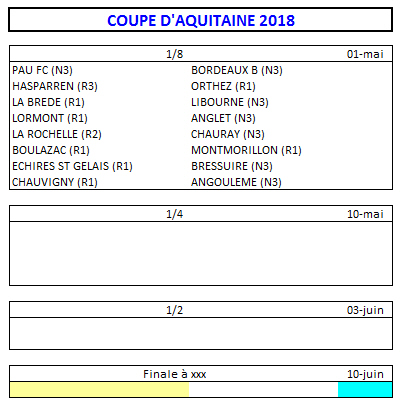 COUPE D'AQUITAINE 2018
1/8 01-mai
PAU FC (N3) BORDEAUX B (N3)
HASPARREN (R3) ORTHEZ (R1)
LA BREDE (R1) LIBOURNE (N3)
LORMONT (R1) ANGLET (N3)
LA ROCHELLE (R2) CHAURAY (N3)
BOULAZAC (R1) MONTMORILLON (R1)
ECHIRES ST GELAIS (R1) BRESSUIRE (N3)
CHAUVIGNY (R1) ANGOULEME (N3)
1/4 10-mai
1/2 03-juin
Finale à xxx 10-juin